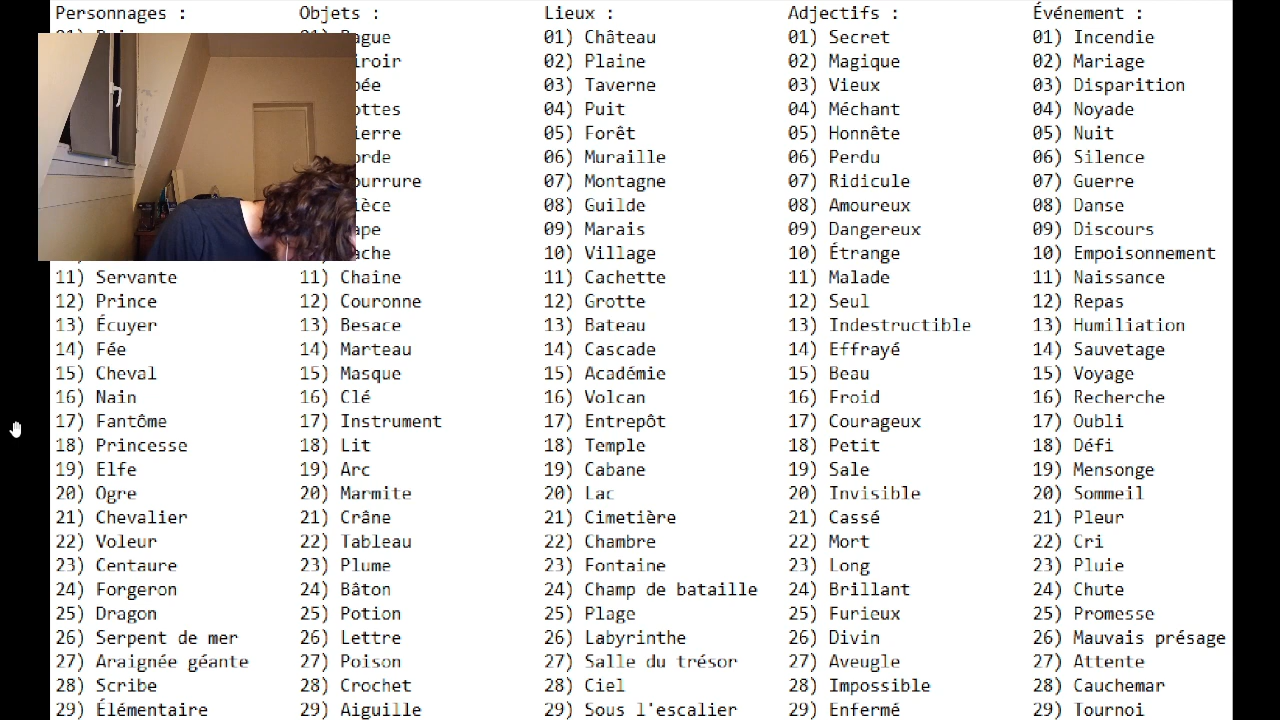 Personnages : Objets : Lieux : Adjectifs : Événement :
01) Château 01) Secret 01) Incendie
02) Plaine 02) Magique 02) Mariage
03) Taverne 03) Vieux 03) Disparition
04) Puit 04) Méchant 04) Noyade
05) Forêt 05) Honnête 05) Nuit
06) Muraille 06) Perdu 06) Silence
07) Montagne 07) Ridicule 07) Guerre
08) Guilde 08) Amoureux 08) Danse
09) Marais 09) Dangereux 09) Discours
10) Village 10) Étrange 10) Empoisonnement
11) Servante 11) Chaine 11) Cachette 11) Malade 11) Naissance
12) Prince 12) Couronne 12) Grotte 12) Seul 12) Repas
13) Écuyer 13) Besace 13) Bateau 13) Indestructible 13) Humiliation
14) Fée 14) Marteau 14) Cascade 14) Effrayé 14) Sauvetage
15) Cheval 15) Masque 15) Académie 15) Beau 15) Voyage
16) Nain 16) Clé 16) Volcan 16) Froid 16) Recherche
17) Fantôme 17) Instrument 17) Entrepôt 17) Courageux 17) Oubli
18) Princesse 18) Lit 18) Temple 18) Petit 18) Défi
19) Elfe 19) Arc 19) Cabane 19) Sale 19) Mensonge
20) Ogre 20) Marmite 20) Lac 20) Invisible 20) Sommeil
21) Chevalier 21) Crâne 21) Cimetière 21) Cassé 21) Pleur
22) Voleur 22) Tableau 22) Chambre 22) Mort 22) Cri
23) Centaure 23) Plume 23) Fontaine 23) Long 23) Pluie
24) Forgeron 24) Bâton 24) Champ de bataille 24) Brillant 24) Chute
25) Dragon 25) Potion 25) Plage 25) Furieux 25) Promesse
26) Serpent de mer 26) Lettre 26) Labyrinthe 26) Divin 26) Mauvais présage
27) Araignée géante 27) Poison 27) Salle du trésor 27) Aveugle 27) Attente
28) Scribe 28) Crochet 28) Ciel 28) Impossible 28) Cauchemar
29) Élémentaire 29) Aiguille 29) Sous l'escalier 29) Enfermé 29) Tournoi